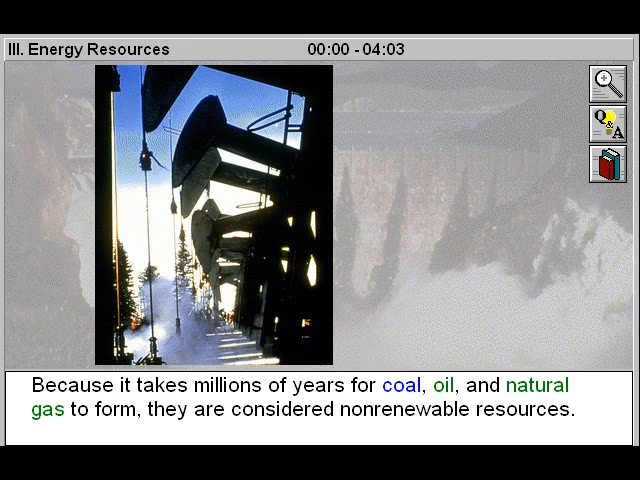 III. Energy Resources 00:00 - 04:03
Q&A
Because it takes millions of years for coal, oil, and natural
gas to form, they are considered nonrenewable resources.